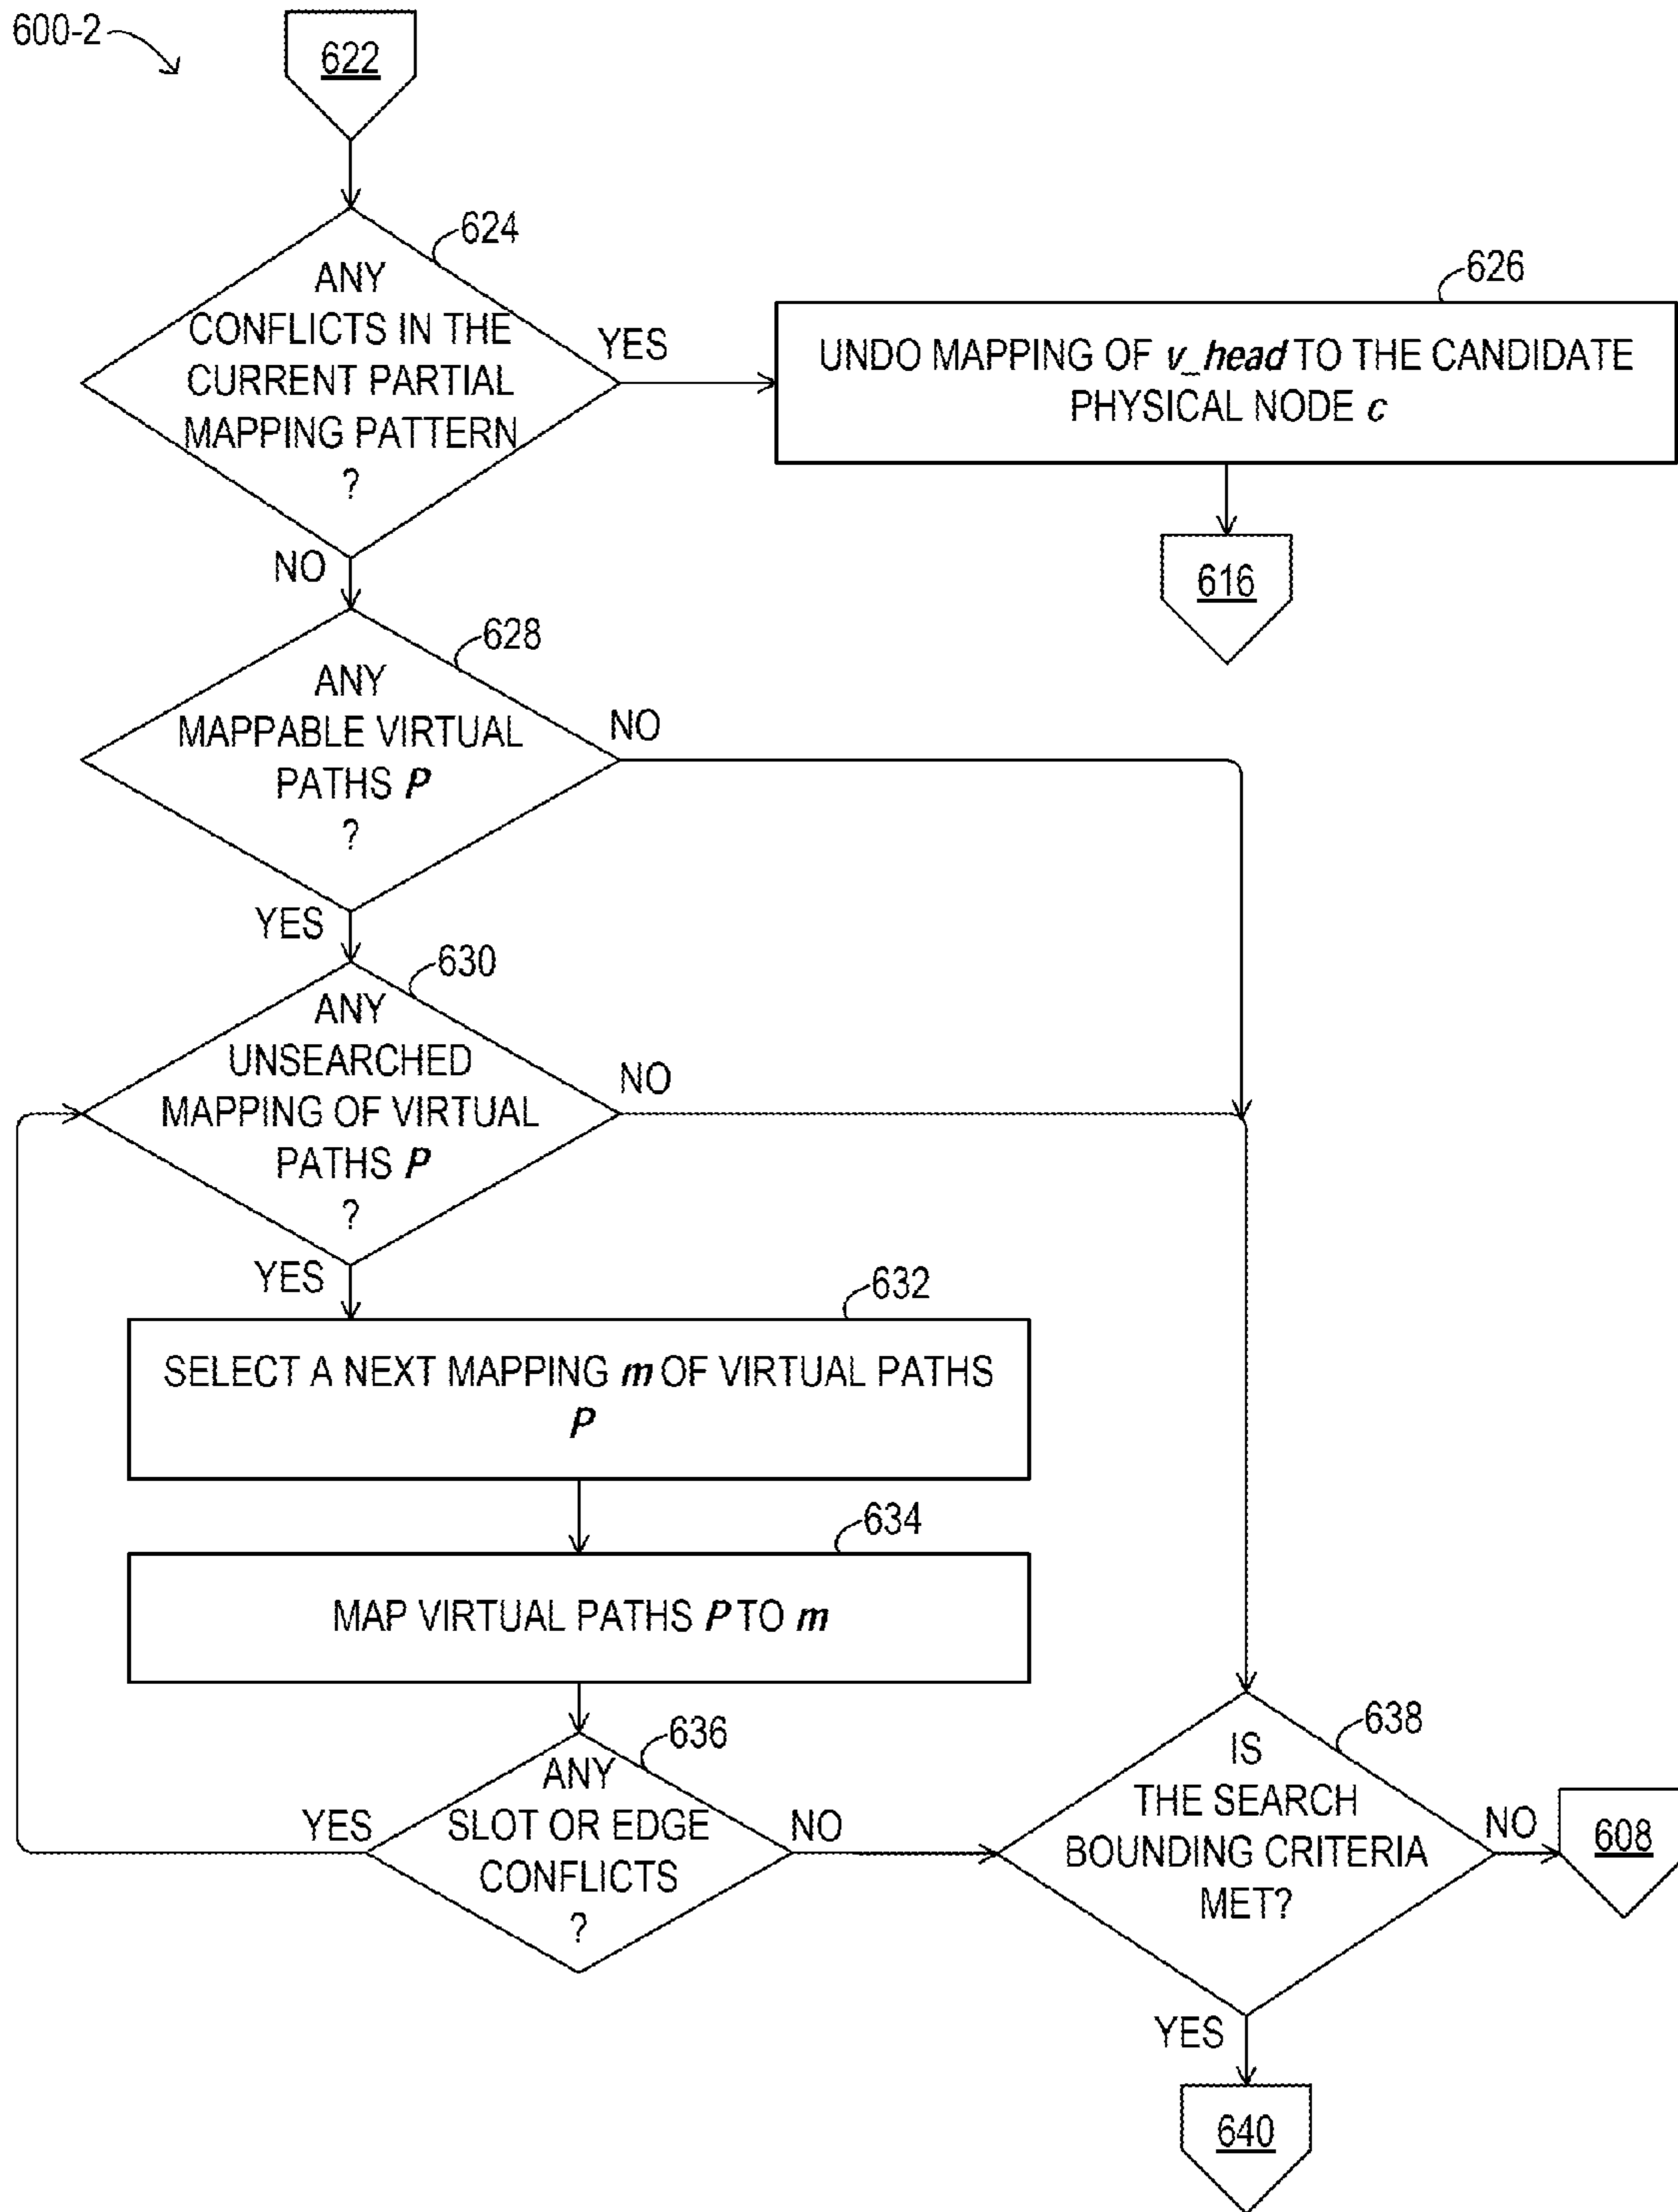 600-2
622
624
ANY
CONFLICTS IN THE
CURRENT PARTIAL
MAPPING PATTERN
?
YES
626
UNDO MAPPING OF v_head TO THE CANDIDATE
PHYSICAL NODE c
616
NO
628
ANY
MAPPABLE VIRTUAL
PATHS P
?
NO
YES
630
ANY
UNSEARCHED
MAPPING OF VIRTUAL
PATHS P
?
NO
YES
632
SELECT A NEXT MAPPING m OF VIRTUAL PATHS
P
634
MAP VIRTUAL PATHS P TO m
636
ANY
SLOT OR EDGE
CONFLICTS
?
YES
NO
638
IS
THE SEARCH
BOUNDING CRITERIA
MET?
NO
608
YES
640